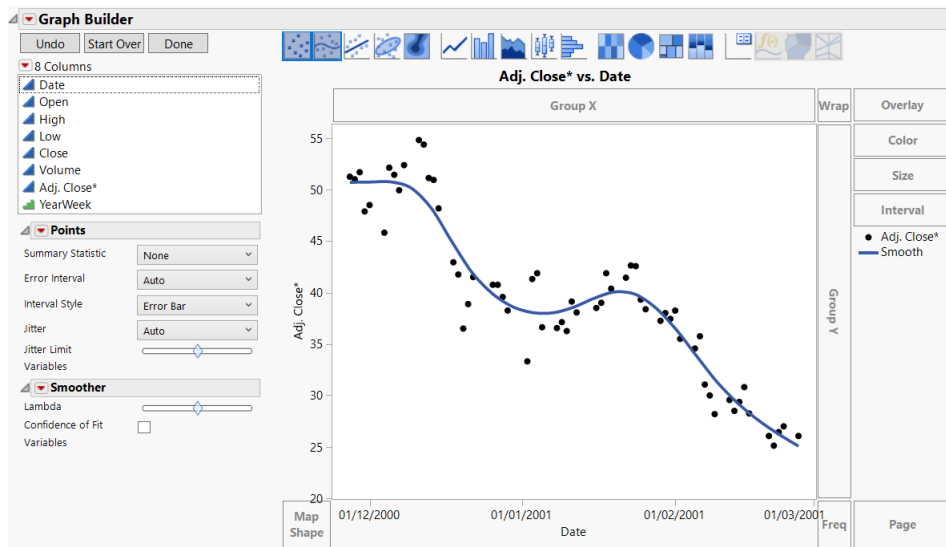 Graph Builder
Undo Start Over Done
8 Columns
Date
Open
High
Low
Close
Volume
Adj. Close*
YearWeek
Points
Summary Statistic None
Error Interval Auto
Interval Style Error Bar
Jitter Auto
Jitter Limit
Variables
Smoother
Lambda
Confidence of Fit
Variables
Adj. Close* vs. Date
Group X
Wrap
Overlay
Color
Size
Interval
Adj. Close*
Smooth
Group Y
Adj. Close*
55
50
45
40
35
30
25
20
01/12/2000 01/01/2001 01/02/2001 01/03/2001
Date
Map
Shape
Freq
Page